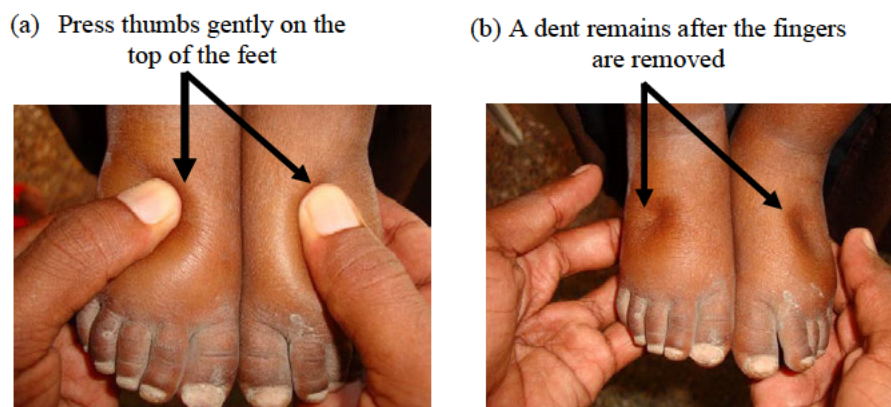 (a) Press thumbs gently on the
top of the feet
(b) A dent remains after the fingers
are removed